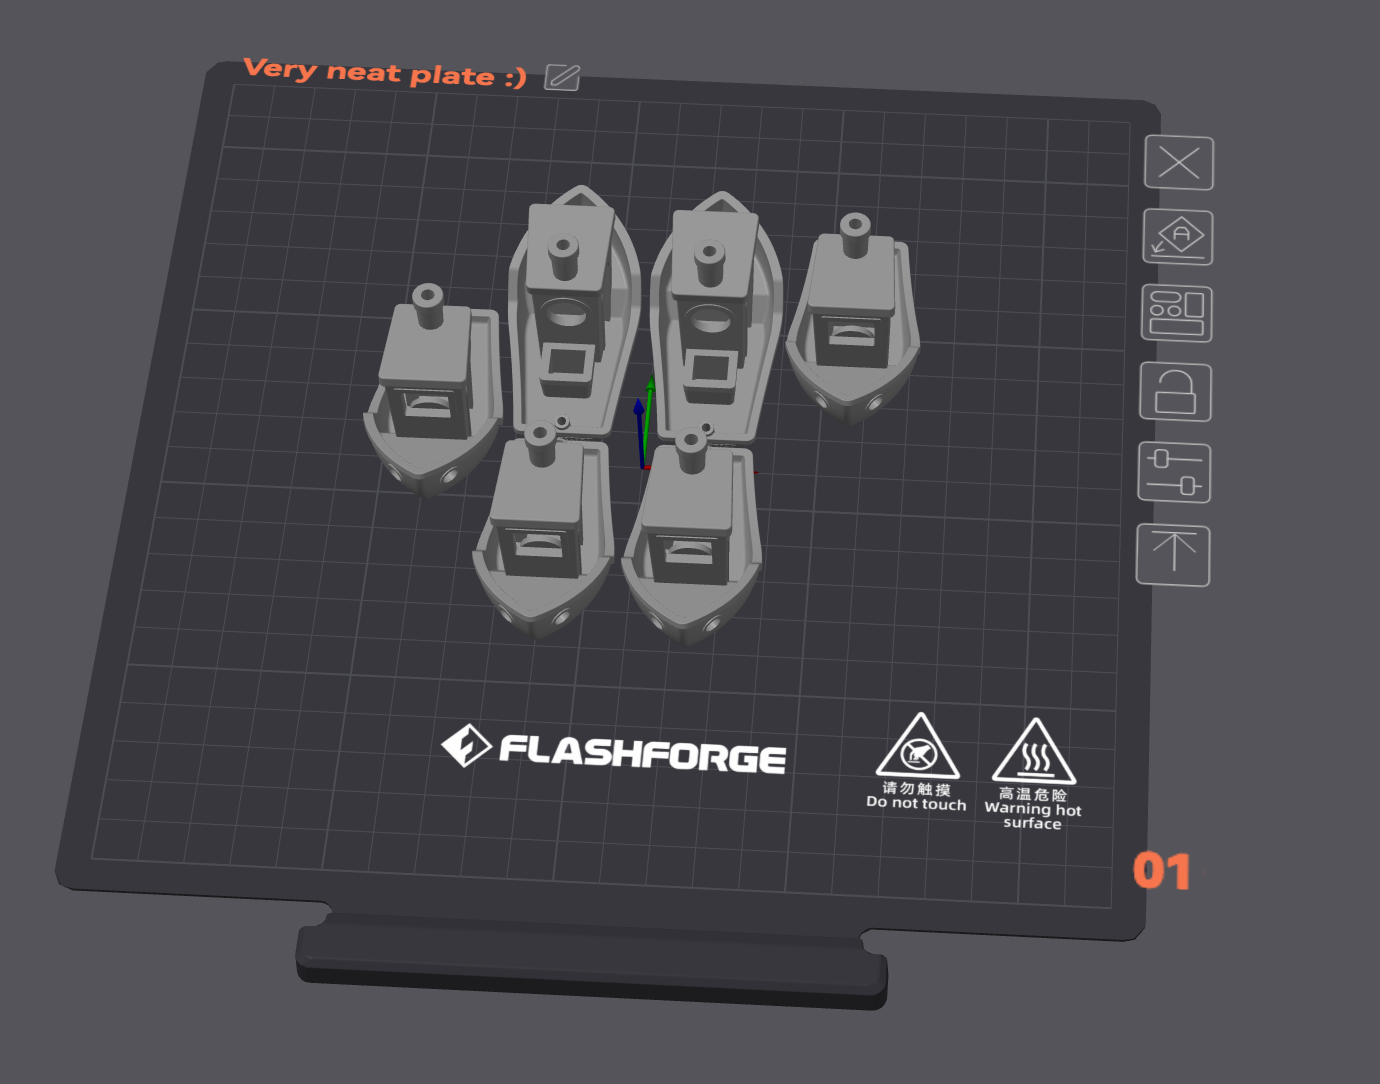 Very neat plate :)
FLASHFORGE
请勿触摸
Do not touch
高温危险
Warning hot
surface
01